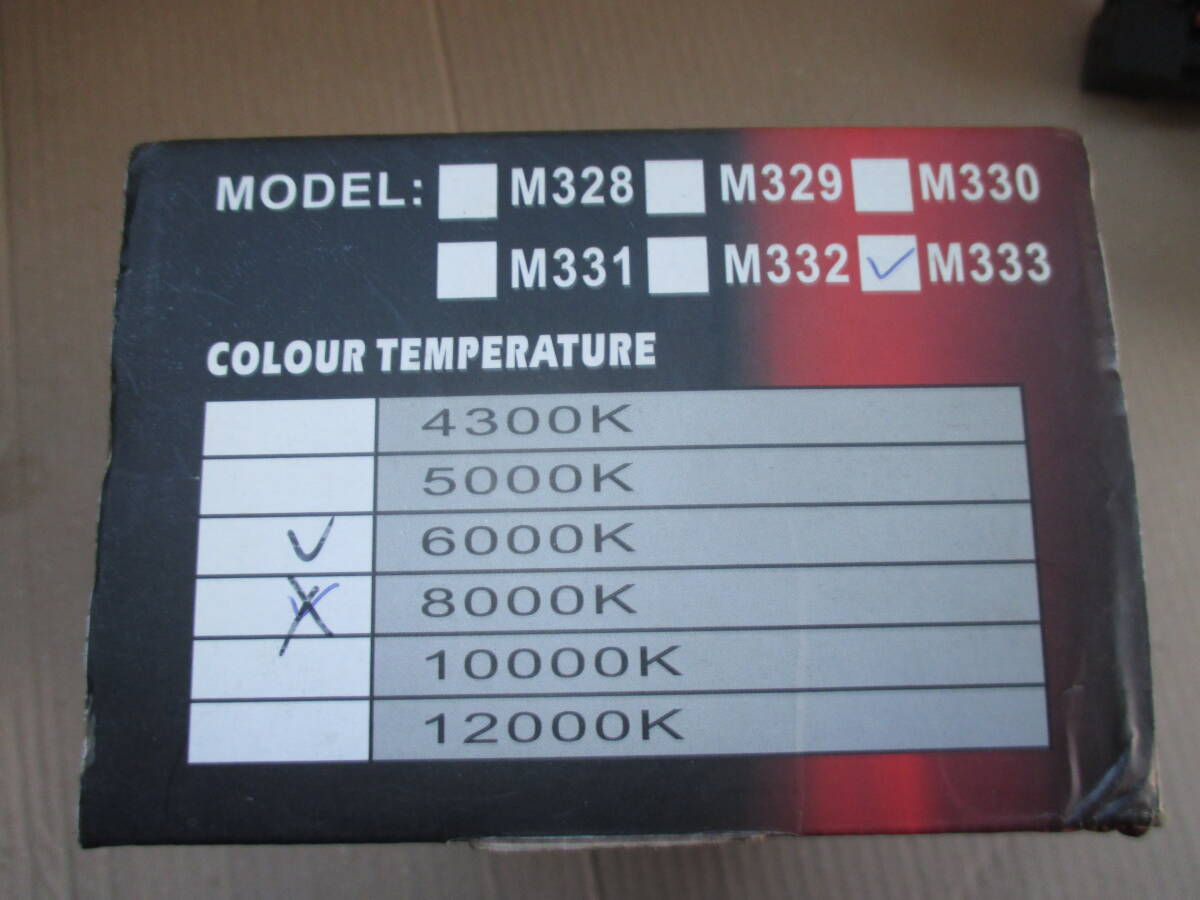 MODEL: M328 M329 M330
M331 M332 ✓ M333
COLOUR TEMPERATURE
4300K
5000K
✓ 6000K
X 8000K
10000K
12000K